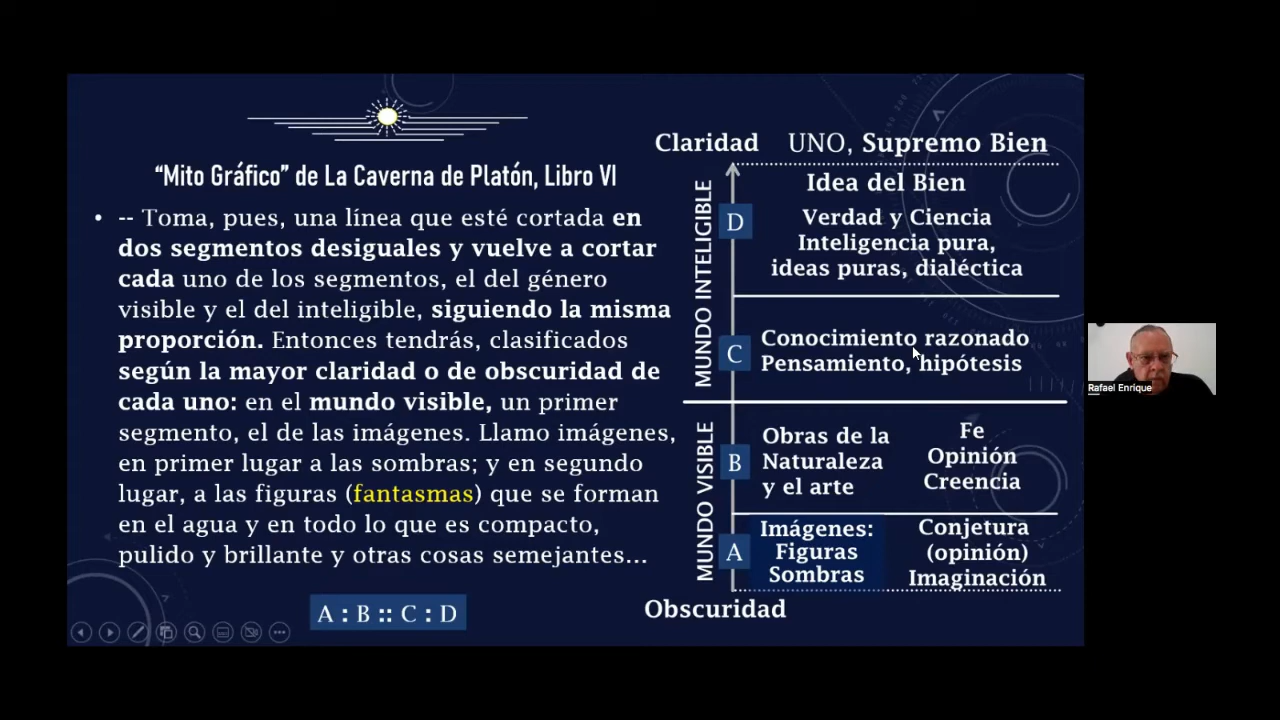 “Mito Gráfico” de La Caverna de Platón, Libro VI
• -- Toma, pues, una línea que esté cortada en
dos segmentos desiguales y vuelve a cortar
cada uno de los segmentos, el del género
visible y el del inteligible, siguiendo la misma
proporción. Entonces tendrás, clasificados
según la mayor claridad o de obscuridad de
cada uno: en el mundo visible, un primer
segmento, el de las imágenes. Llamo imágenes,
en primer lugar a las sombras; y en segundo
lugar, a las figuras (fantasmas) que se forman
en el agua y en todo lo que es compacto,
pulido y brillante y otras cosas semejantes...
A : B :: C : D
Claridad UNO, Supremo Bien
MUNDO INTELIGIBLE
D
Idea del Bien
Verdad y Ciencia
Inteligencia pura,
ideas puras, dialéctica
C
Conocimiento razonado
Pensamiento, hipótesis
MUNDO VISIBLE
B
Obras de la
Naturaleza
y el arte
Fe
Opinión
Creencia
A
Imágenes:
Figuras
Sombras
Conjetura
(opinión)
Imaginación
Obscuridad
Rafael Enrique